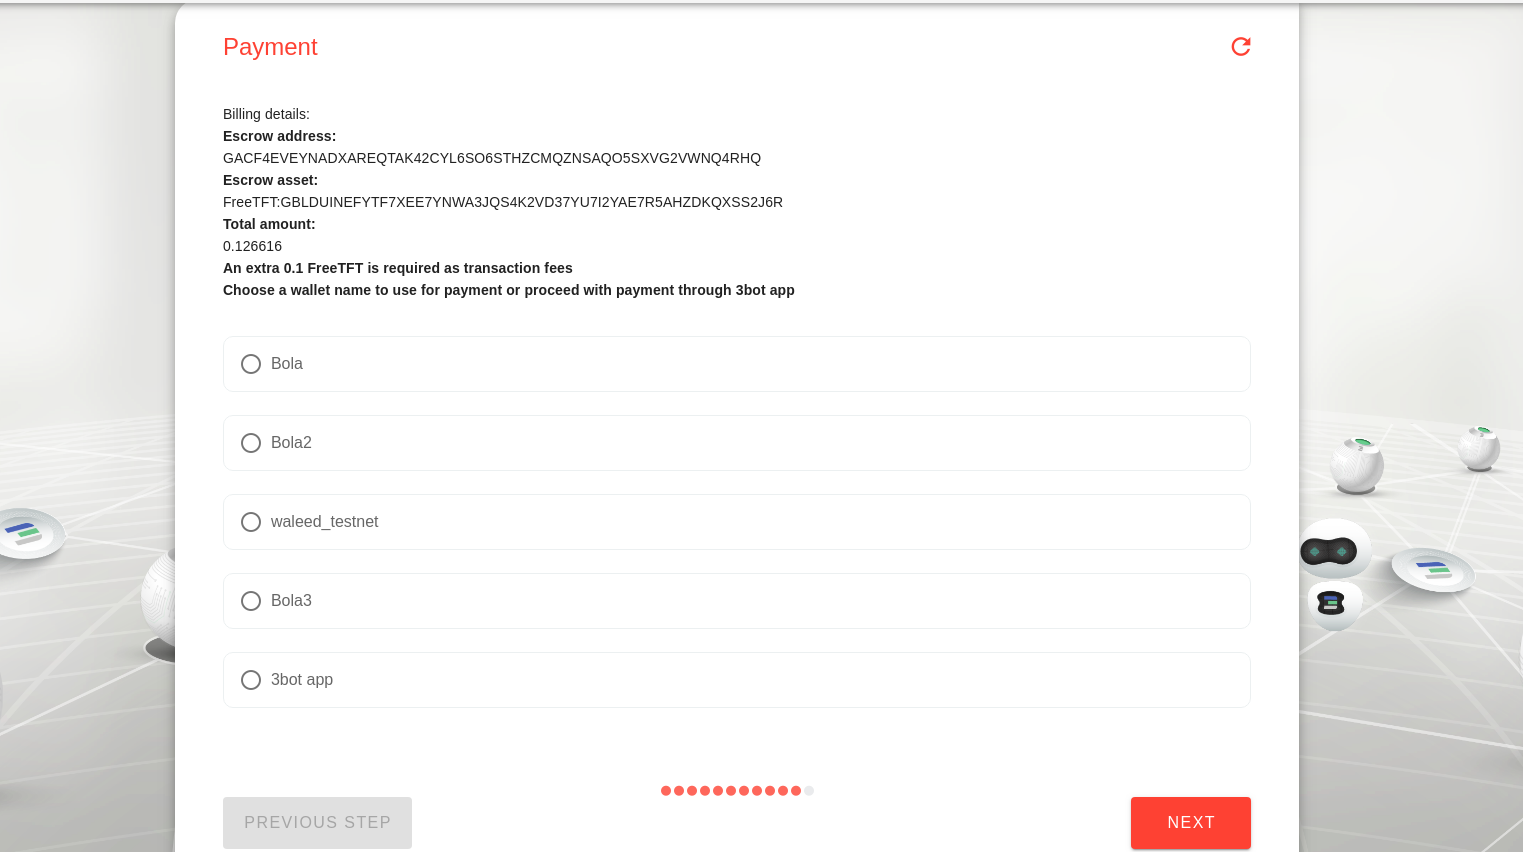 Payment
Billing details:
Escrow address:
GACF4EVEYNADXAREQTAK42CYL6SO6STHZCMQZNSAQO5SXVG2VWNQ4RHQ
Escrow asset:
FreeTFT:GBLDUINEFYTF7XEE7YNWA3JQS4K2VD37YU7I2YAE7R5AHZDKQXSS2J6R
Total amount:
0.126616
An extra 0.1 FreeTFT is required as transaction fees
Choose a wallet name to use for payment or proceed with payment through 3bot app
Bola
Bola2
waleed_testnet
Bola3
3bot app
PREVIOUS STEP
NEXT